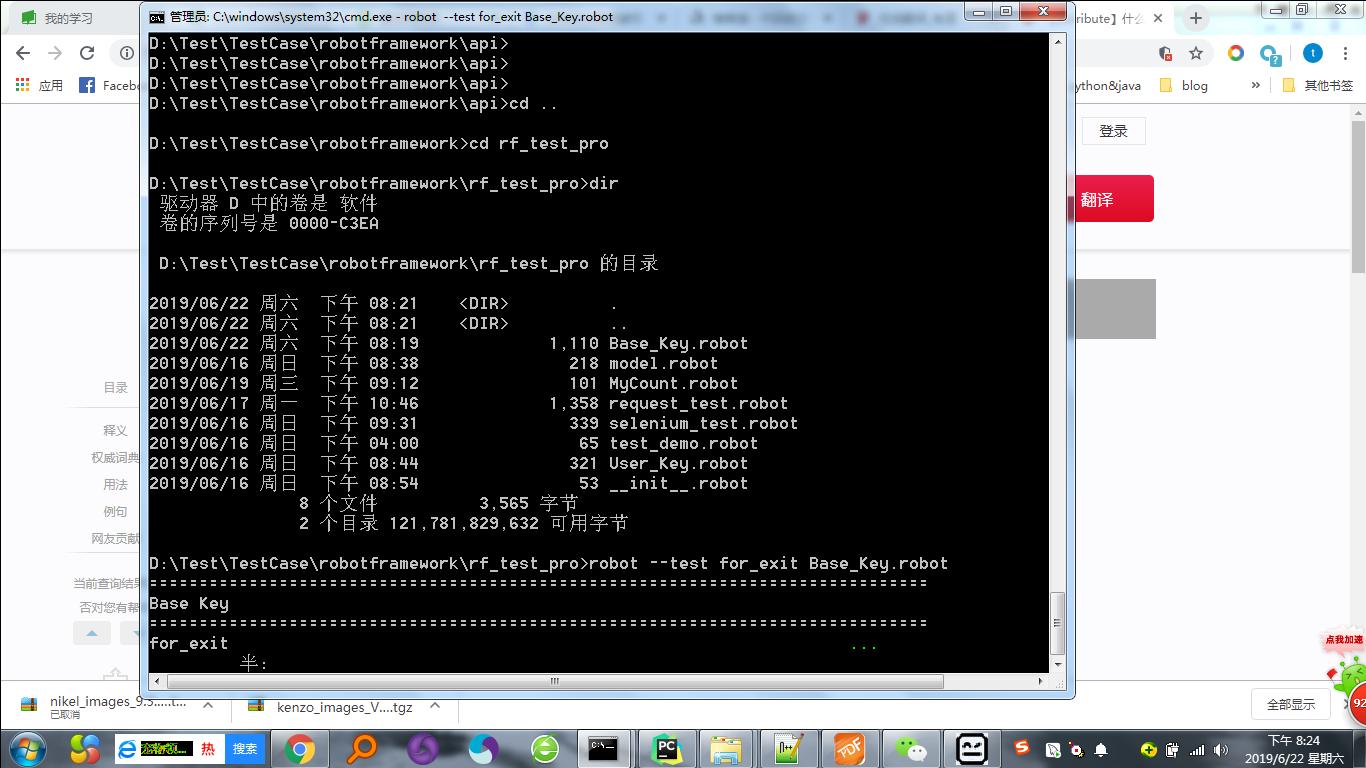 我的学习
管理员: C:\windows\system32\cmd.exe - robot  --test for_exit Base_Key.robot
ribute】什么
应用
Facebo
ython&java
blog
»
其他书签
D:\Test\TestCase\robotframework\api>
D:\Test\TestCase\robotframework\api>
D:\Test\TestCase\robotframework\api>
D:\Test\TestCase\robotframework\api>cd ..
登录
D:\Test\TestCase\robotframework>cd rf_test_pro
D:\Test\TestCase\robotframework\rf_test_pro>dir
驱动器 D 中的卷是 软件
卷的序列号是 0000-C3EA
翻译
D:\Test\TestCase\robotframework\rf_test_pro 的目录
2019/06/22 周六 下午 08:21 <DIR> .
2019/06/22 周六 下午 08:21 <DIR> ..
2019/06/22 周六 下午 08:19 1,110 Base_Key.robot
2019/06/16 周日 下午 08:38 218 model.robot
2019/06/19 周三 下午 09:12 101 MyCount.robot
2019/06/17 周一 下午 10:46 1,358 request_test.robot
2019/06/16 周日 下午 09:31 339 selenium_test.robot
2019/06/16 周日 下午 04:00 65 test_demo.robot
2019/06/16 周日 下午 08:44 321 User_Key.robot
2019/06/16 周日 下午 08:54 53 __init__.robot
8 个文件 3,565 字节
2 个目录 121,781,829,632 可用字节
D:\Test\TestCase\robotframework\rf_test_pro>robot --test for_exit Base_Key.robot
==============================================================================
Base Key
==============================================================================
for_exit ...
半:
目录
释义
权威词典
用法
例句
网友贡献
当前查询结果
否对您有帮
点我加速
92
nikel_images_9.3.....t...
已取消
kenzo_images_V....tgz
全部显示
热
搜索
下午 8:24
2019/6/22 星期六